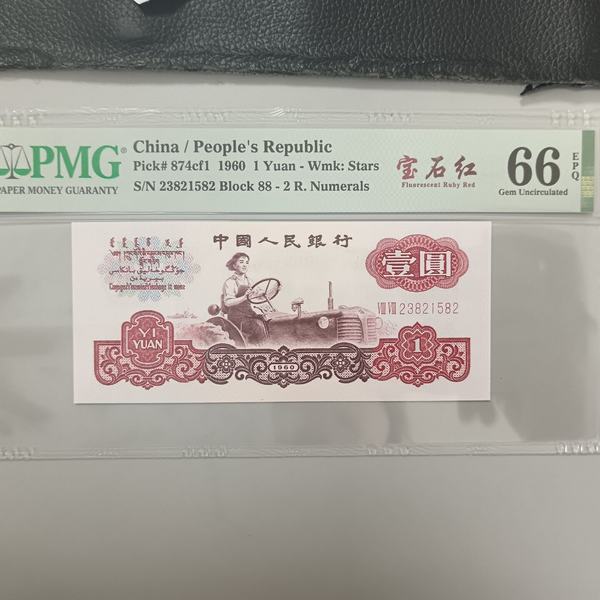 PMG
PAPER MONEY GUARANTY
China / People's Republic
Pick# 874cf1 1960 1 Yuan - Wmk: Stars
S/N 23821582 Block 88 - 2 R. Numerals
宝石红
Fluorescent Ruby Red
66 EPQ
Gem Uncirculated
中國人民銀行
壹圓
VIII VIII 23821582
YI
YUAN
1960
1